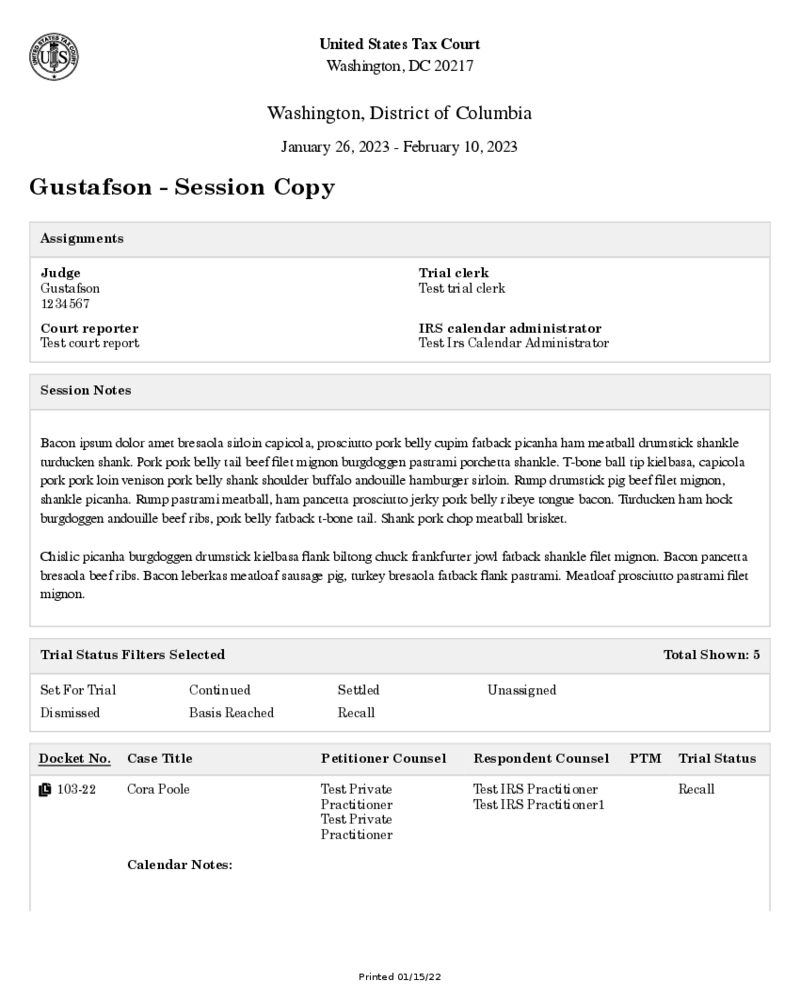 UNITED STATES TAX COURT
US
United States Tax Court
Washington, DC 20217
Washington, District of Columbia
January 26, 2023 - February 10, 2023
Gustafson - Session Copy
Assignments
Judge
Gustafson
1234567
Trial clerk
Test trial clerk
Court reporter
Test court report
IRS calendar administrator
Test Irs Calendar Administrator
Session Notes
Bacon ipsum dolor amet bresaola sirloin capicola, prosciutto pork belly cupim fatback picanha ham meatball drumstick shankle
turducken shank. Pork pork belly tail beef filet mignon burgdoggen pastrami porchetta shankle. T-bone ball tip kielbasa, capicola
pork pork loin venison pork belly shank shoulder buffalo andouille hamburger sirloin. Rump drumstick pig beef filet mignon,
shankle picanha. Rump pastrami meatball, ham pancetta prosciutto jerky pork belly ribeye tongue bacon. Turducken ham hock
burgdoggen andouille beef ribs, pork belly fatback t-bone tail. Shank pork chop meatball brisket.
Chislic picanha burgdoggen drumstick kielbasa flank biltong chuck frankfurter jowl fatback shankle filet mignon. Bacon pancetta
bresaola beef ribs. Bacon leberkas meatloaf sausage pig, turkey bresaola fatback flank pastrami. Meatloaf prosciutto pastrami filet
mignon.
Trial Status Filters Selected Total Shown: 5
Set For Trial Continued Settled Unassigned
Dismissed Basis Reached Recall
Docket No. Case Title Petitioner Counsel Respondent Counsel PTM Trial Status
103-22 Cora Poole Test Private Test IRS Practitioner Recall
Practitioner Test IRS Practitioner1
Test Private
Practitioner
Calendar Notes:
Printed 01/15/22